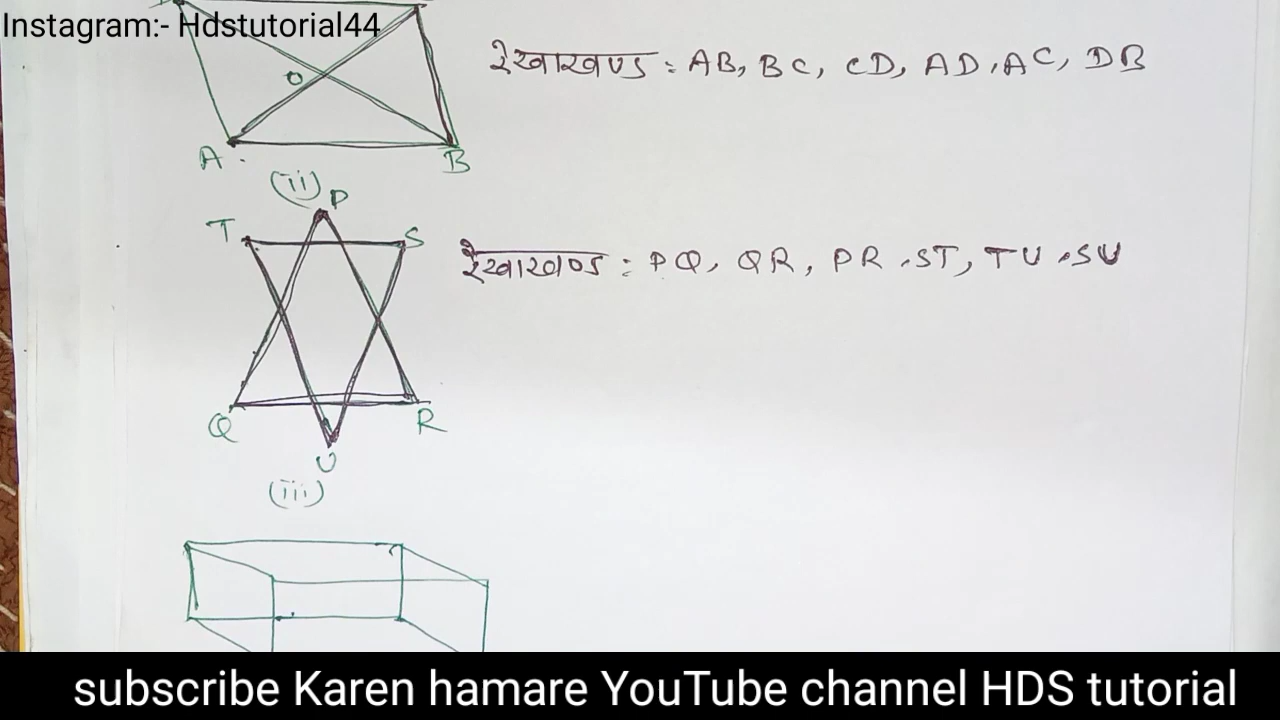 Instagram:- Hdstutorial44
रेखाखण्ड : AB, BC, CD, AD, AC, DB
O
A
B
(ii)
P
T
S
रेखाखण्ड : PQ, QR, PR, ST, TU, SU
Q
R
U
(iii)
subscribe Karen hamare YouTube channel HDS tutorial